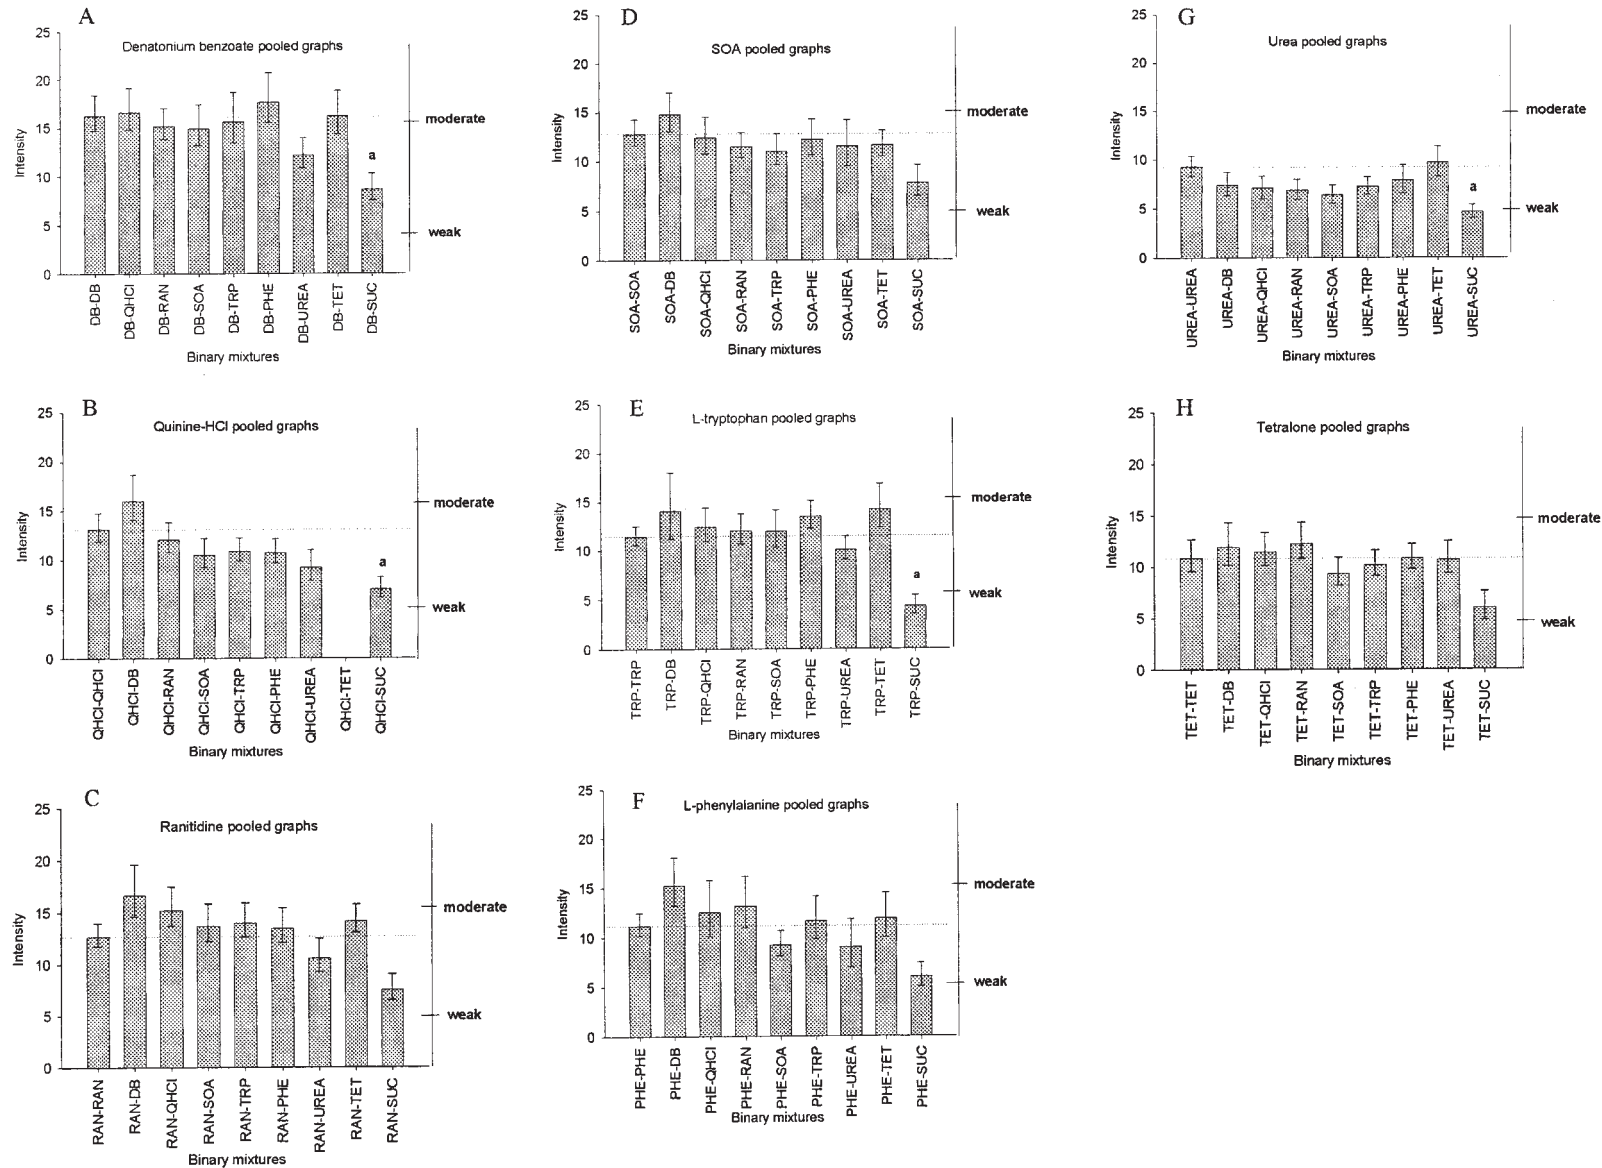 A
Denatonium benzoate pooled graphs
25
20
15
10
5
0
Intensity
moderate
weak
a
DB-DB
DB-QHCl
DB-RAN
DB-SOA
DB-TRP
DB-PHE
DB-UREA
DB-TET
DB-SUC
Binary mixtures
B
Quinine-HCl pooled graphs
25
20
15
10
5
0
Intensity
moderate
weak
a
QHCl-QHCl
QHCl-DB
QHCl-RAN
QHCl-SOA
QHCl-TRP
QHCl-PHE
QHCl-UREA
QHCl-TET
QHCl-SUC
Binary mixtures
C
Ranitidine pooled graphs
25
20
15
10
5
0
Intensity
moderate
weak
RAN-RAN
RAN-DB
RAN-QHCl
RAN-SOA
RAN-TRP
RAN-PHE
RAN-UREA
RAN-TET
RAN-SUC
Binary mixtures
D
SOA pooled graphs
25
20
15
10
5
0
Intensity
moderate
weak
SOA-SOA
SOA-DB
SOA-QHCl
SOA-RAN
SOA-TRP
SOA-PHE
SOA-UREA
SOA-TET
SOA-SUC
Binary mixtures
E
L-tryptophan pooled graphs
25
20
15
10
5
0
Intensity
moderate
weak
a
TRP-TRP
TRP-DB
TRP-QHCl
TRP-RAN
TRP-SOA
TRP-PHE
TRP-UREA
TRP-TET
TRP-SUC
Binary mixtures
F
L-phenylalanine pooled graphs
25
20
15
10
5
0
Intensity
moderate
weak
PHE-PHE
PHE-DB
PHE-QHCl
PHE-RAN
PHE-SOA
PHE-TRP
PHE-UREA
PHE-TET
PHE-SUC
Binary mixtures
G
Urea pooled graphs
25
20
15
10
5
0
Intensity
moderate
weak
a
UREA-UREA
UREA-DB
UREA-QHCl
UREA-RAN
UREA-SOA
UREA-TRP
UREA-PHE
UREA-TET
UREA-SUC
Binary mixtures
H
Tetralone pooled graphs
25
20
15
10
5
0
Intensity
moderate
weak
TET-TET
TET-DB
TET-QHCl
TET-RAN
TET-SOA
TET-TRP
TET-PHE
TET-UREA
TET-SUC
Binary mixtures